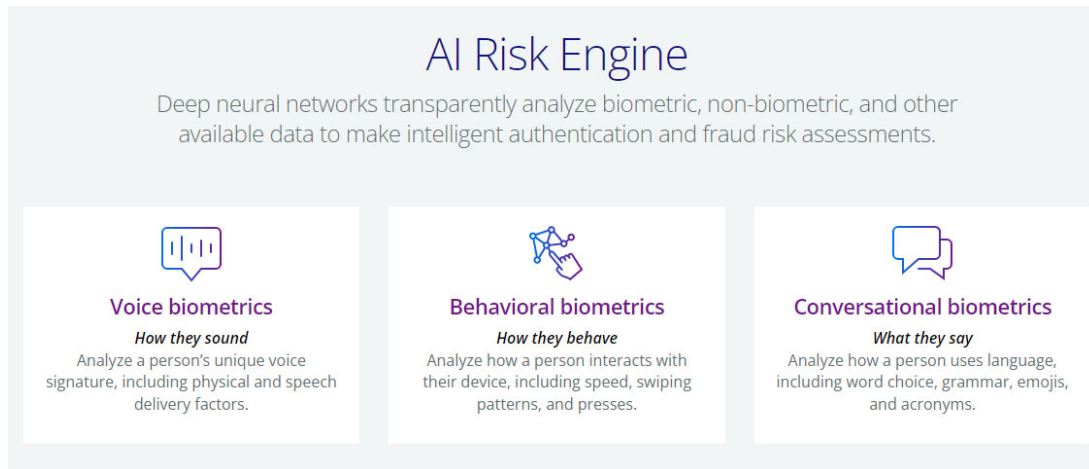 AI Risk Engine
Deep neural networks transparently analyze biometric, non-biometric, and other
available data to make intelligent authentication and fraud risk assessments.
Voice biometrics
How they sound
Analyze a person's unique voice
signature, including physical and speech
delivery factors.
Behavioral biometrics
How they behave
Analyze how a person interacts with
their device, including speed, swiping
patterns, and presses.
Conversational biometrics
What they say
Analyze how a person uses language,
including word choice, grammar, emojis,
and acronyms.